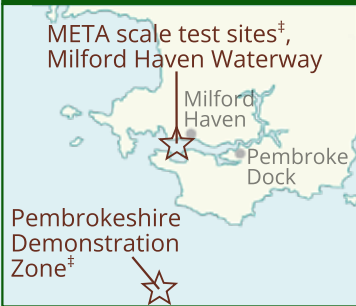 META scale test sites‡,
Milford Haven Waterway
Milford
Haven
Pembroke
Dock
Pembrokeshire
Demonstration
Zone‡